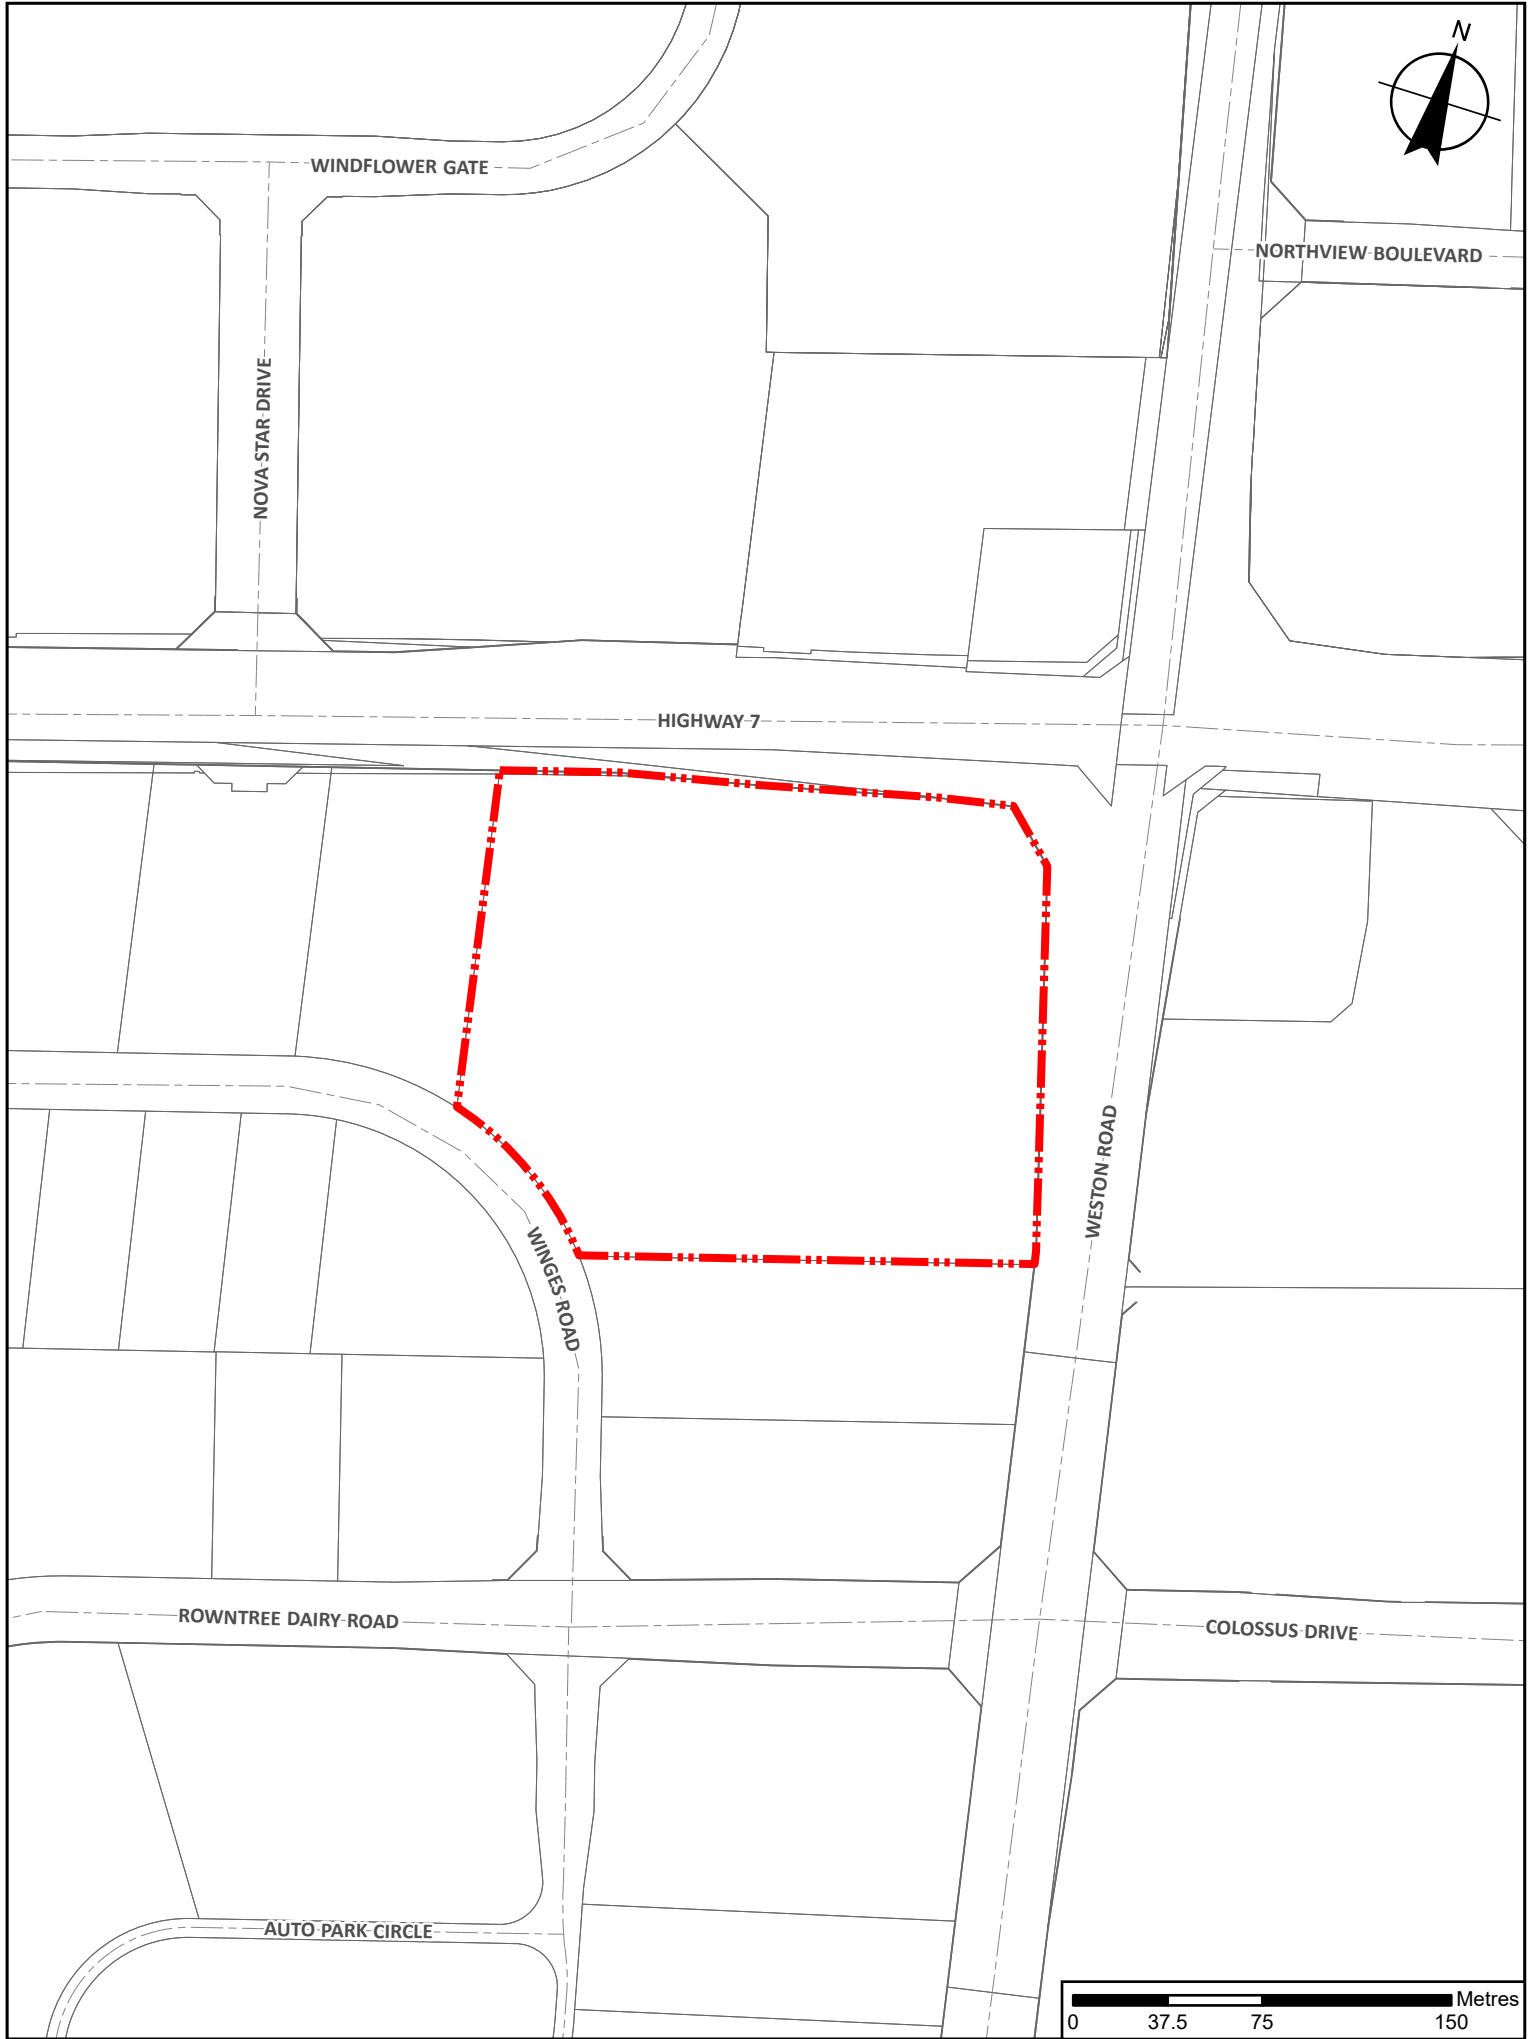 N
WINDFLOWER GATE
NORTHVIEW BOULEVARD
NOVA STAR DRIVE
HIGHWAY 7
WESTON ROAD
WINGES ROAD
ROWNTREE DAIRY ROAD
COLOSSUS DRIVE
AUTO PARK CIRCLE
Metres
0 37.5 75 150